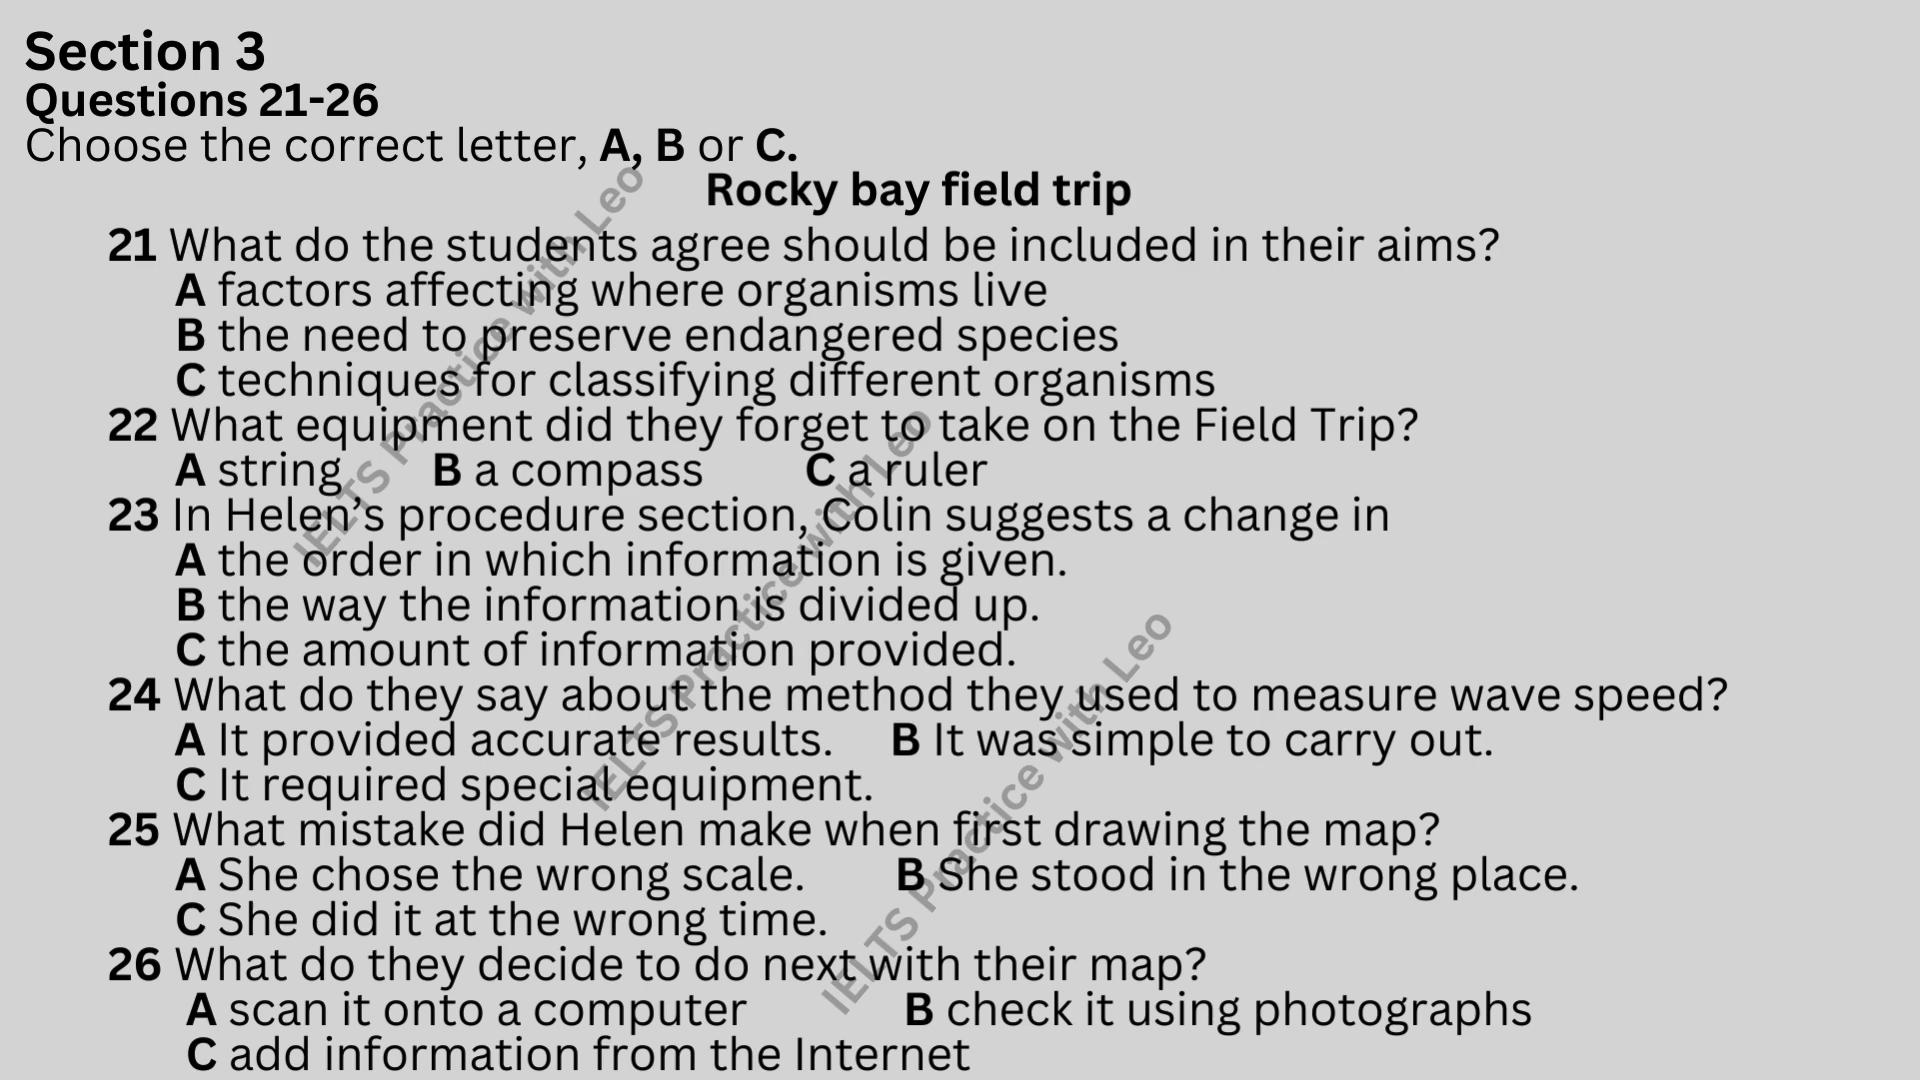 Section 3
Questions 21-26
Choose the correct letter, A, B or C.
Rocky bay field trip
21 What do the students agree should be included in their aims?
A factors affecting where organisms live
B the need to preserve endangered species
C techniques for classifying different organisms
22 What equipment did they forget to take on the Field Trip?
A string B a compass C a ruler
23 In Helen’s procedure section, Colin suggests a change in
A the order in which information is given.
B the way the information is divided up.
C the amount of information provided.
24 What do they say about the method they used to measure wave speed?
A It provided accurate results. B It was simple to carry out.
C It required special equipment.
25 What mistake did Helen make when first drawing the map?
A She chose the wrong scale. B She stood in the wrong place.
C She did it at the wrong time.
26 What do they decide to do next with their map?
A scan it onto a computer B check it using photographs
C add information from the Internet
IELTS Practice with Leo
IELTS Practice with Leo
IELTS Practice with Leo